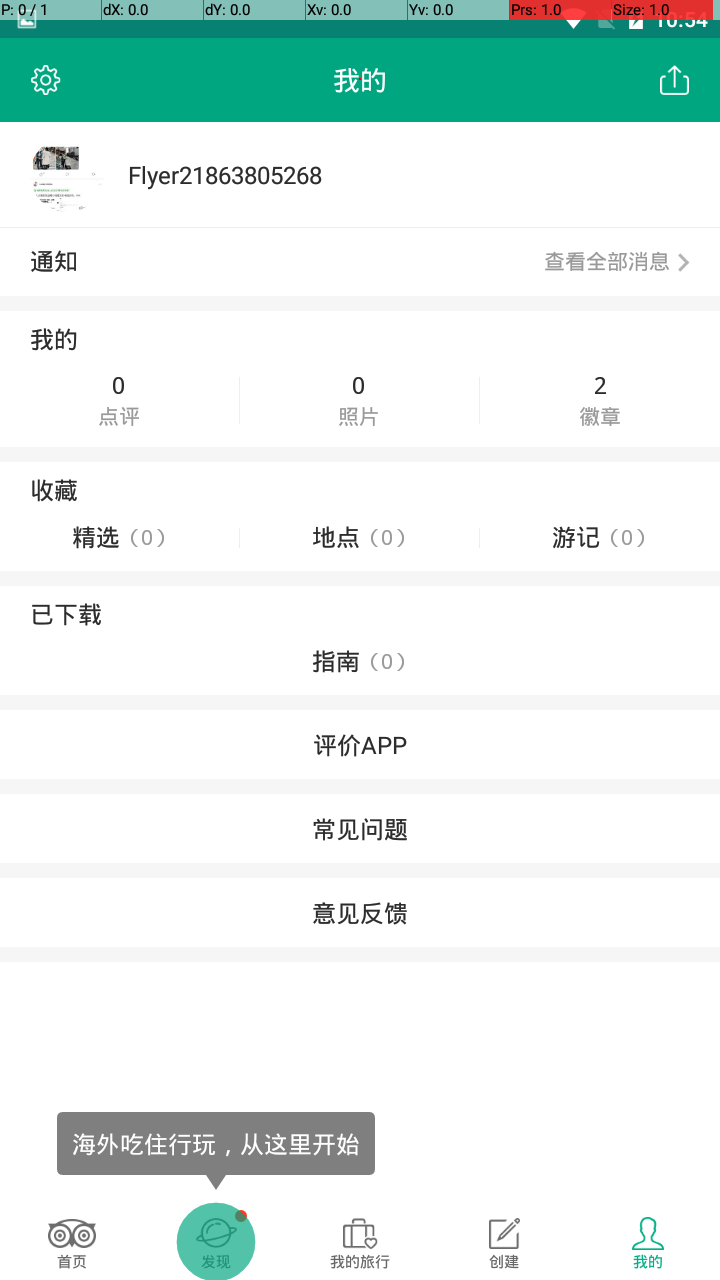 P: 0 / 1 dX: 0.0 dY: 0.0 Xv: 0.0 Yv: 0.0 Prs: 1.0 Size: 1.0
10:54
我的
Flyer21863805268
通知 查看全部消息
我的
0 0 2
点评 照片 徽章
收藏
精选（0） 地点（0） 游记（0）
已下载
指南（0）
评价APP
常见问题
意见反馈
海外吃住行玩，从这里开始
首页 发现 我的旅行 创建 我的